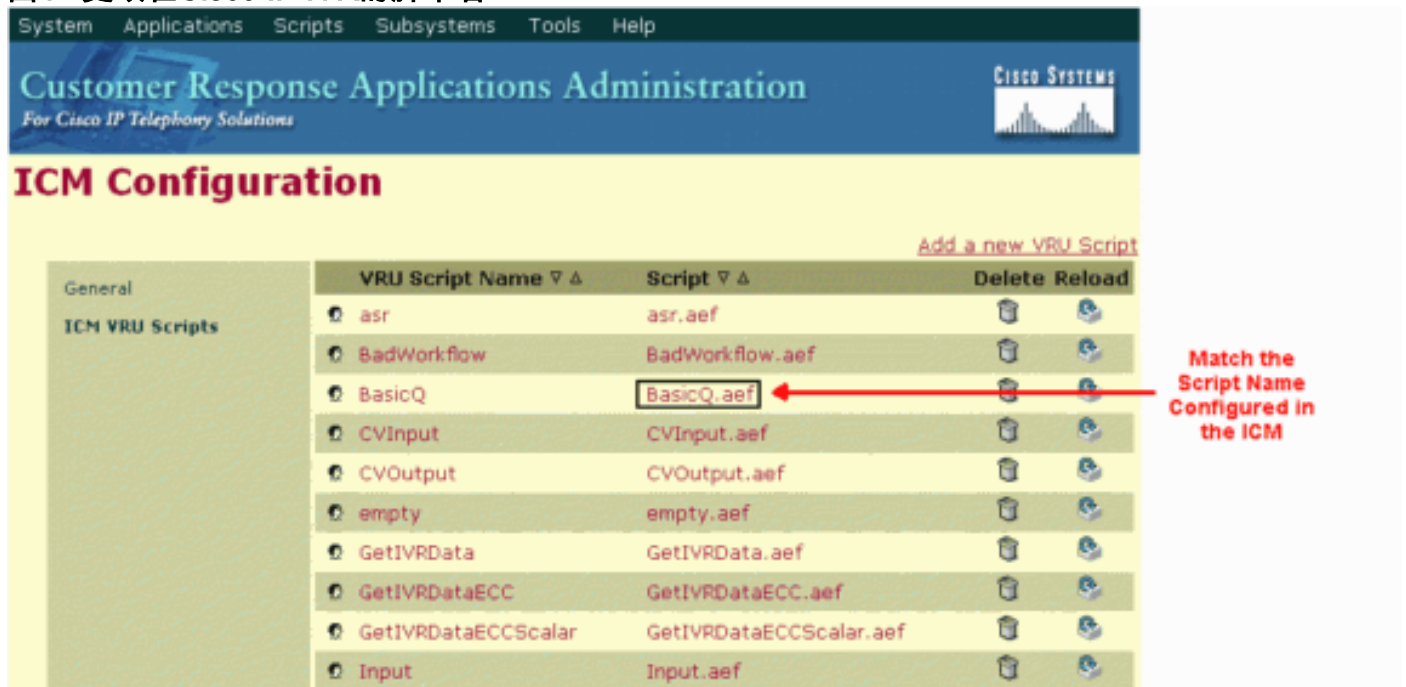 System Applications Scripts Subsystems Tools Help
Customer Response Applications Administration
For Cisco IP Telephony Solutions
CISCO SYSTEMS
ICM Configuration
Add a new VRU Script
General
ICM VRU Scripts
VRU Script Name ▽ △ Script ▽ △ Delete Reload
asr asr.aef
BadWorkflow BadWorkflow.aef
BasicQ BasicQ.aef
CVInput CVInput.aef
CVOutput CVOutput.aef
empty empty.aef
GetIVRData GetIVRData.aef
GetIVRDataECC GetIVRDataECC.aef
GetIVRDataECCScalar GetIVRDataECCScalar.aef
Input Input.aef
Match the
Script Name
Configured in
the ICM